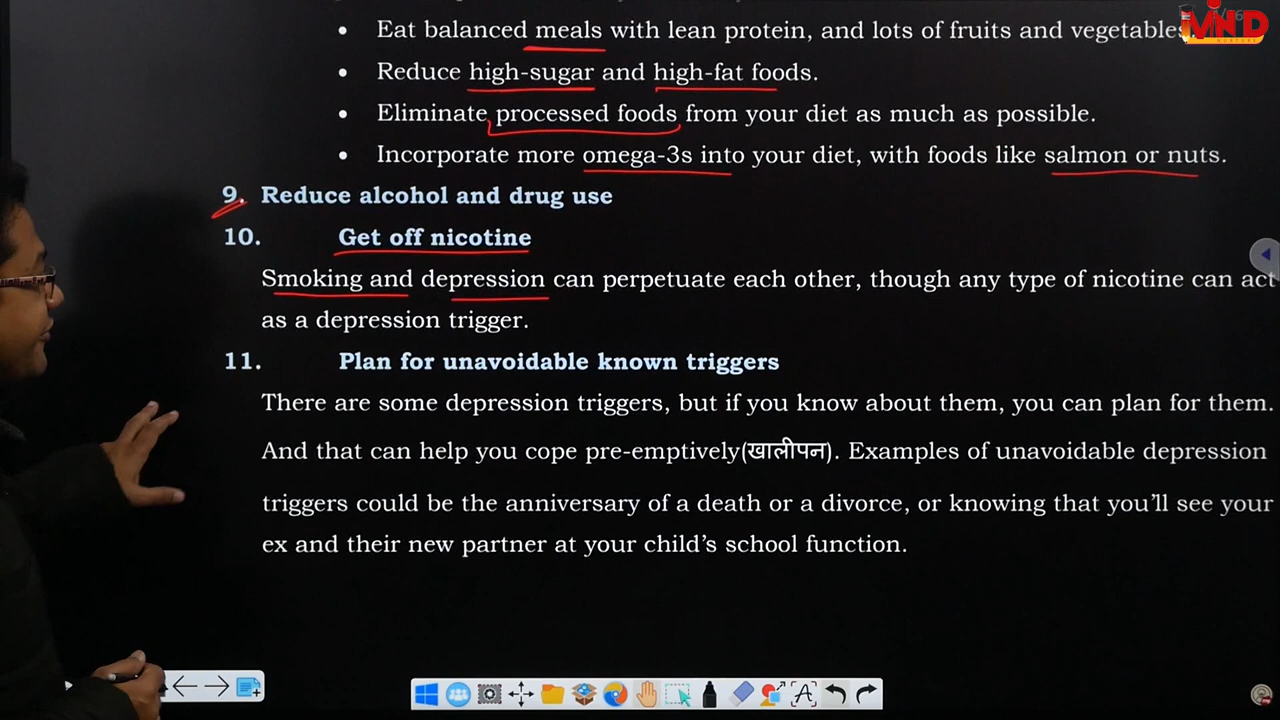 • Eat balanced meals with lean protein, and lots of fruits and vegetables.
• Reduce high-sugar and high-fat foods.
• Eliminate processed foods from your diet as much as possible.
• Incorporate more omega-3s into your diet, with foods like salmon or nuts.
9. Reduce alcohol and drug use
10. Get off nicotine
Smoking and depression can perpetuate each other, though any type of nicotine can act
as a depression trigger.
11. Plan for unavoidable known triggers
There are some depression triggers, but if you know about them, you can plan for them.
And that can help you cope pre-emptively(खालीपन). Examples of unavoidable depression
triggers could be the anniversary of a death or a divorce, or knowing that you'll see your
ex and their new partner at your child's school function.
MIND